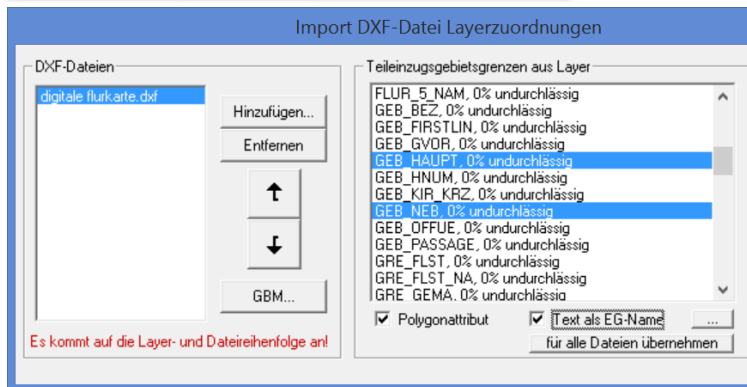 Import DXF-Datei Layerzuordnungen
DXF-Dateien
digitale flurkarte.dxf
Hinzufügen...
Entfernen
GBM...
Es kommt auf die Layer- und Dateireihenfolge an!
Teileinzugsgebietsgrenzen aus Layer
FLUR_5_NAM, 0% undurchlässig
GEB_BEZ, 0% undurchlässig
GEB_FIRSTLIN, 0% undurchlässig
GEB_GVOR, 0% undurchlässig
GEB_HAUPT, 0% undurchlässig
GEB_HNUM, 0% undurchlässig
GEB_KIR_KRZ, 0% undurchlässig
GEB_NEB, 0% undurchlässig
GEB_OFFUE, 0% undurchlässig
GEB_PASSAGE, 0% undurchlässig
GRE_FLST, 0% undurchlässig
GRE_FLST_NA, 0% undurchlässig
GRE_GEMA, 0% undurchlässig
Polygonattribut
Text als EG-Name
...
für alle Dateien übernehmen